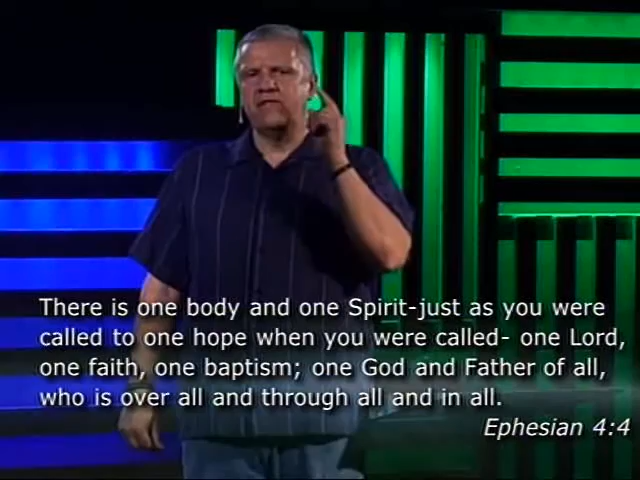 There is one body and one Spirit-just as you were
called to one hope when you were called- one Lord,
one faith, one baptism; one God and Father of all,
who is over all and through all and in all.
Ephesian 4:4